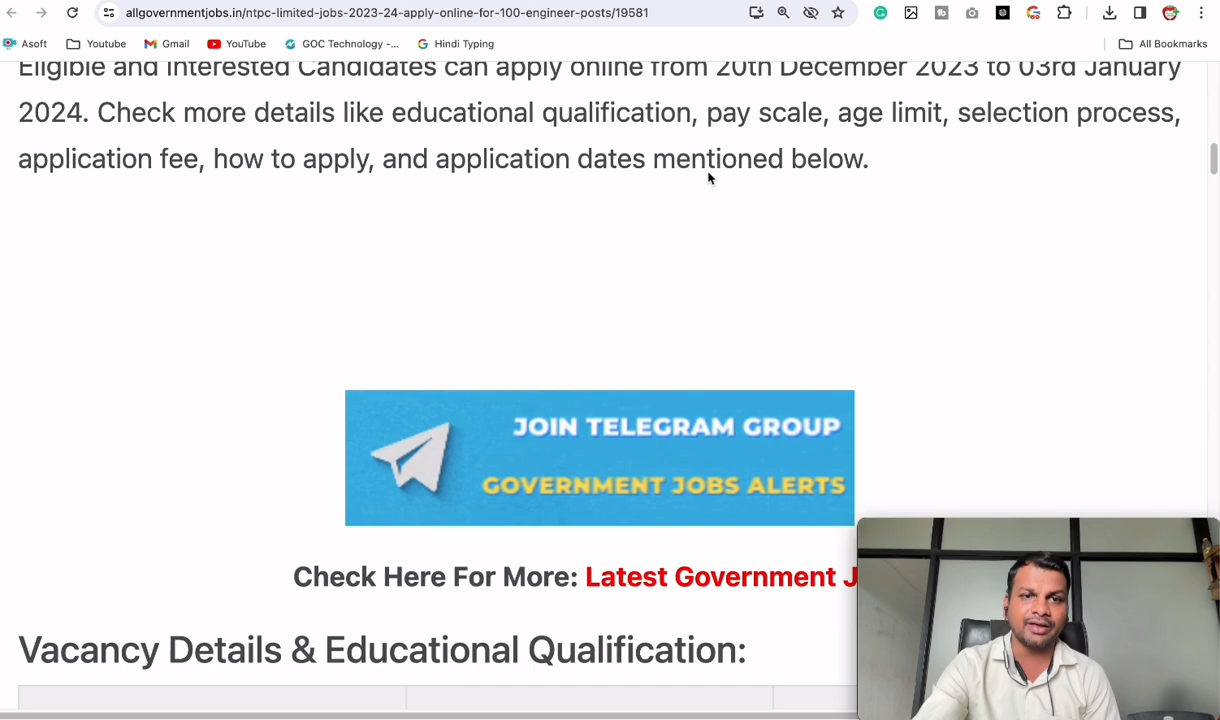 allgovernmentjobs.in/ntpc-limited-jobs-2023-24-apply-online-for-100-engineer-posts/19581
Asoft Youtube Gmail YouTube GOC Technology -... Hindi Typing All Bookmarks
Eligible and Interested Candidates can apply online from 20th December 2023 to 03rd January
2024. Check more details like educational qualification, pay scale, age limit, selection process,
application fee, how to apply, and application dates mentioned below.
JOIN TELEGRAM GROUP
GOVERNMENT JOBS ALERTS
Check Here For More: Latest Government J
Vacancy Details & Educational Qualification: